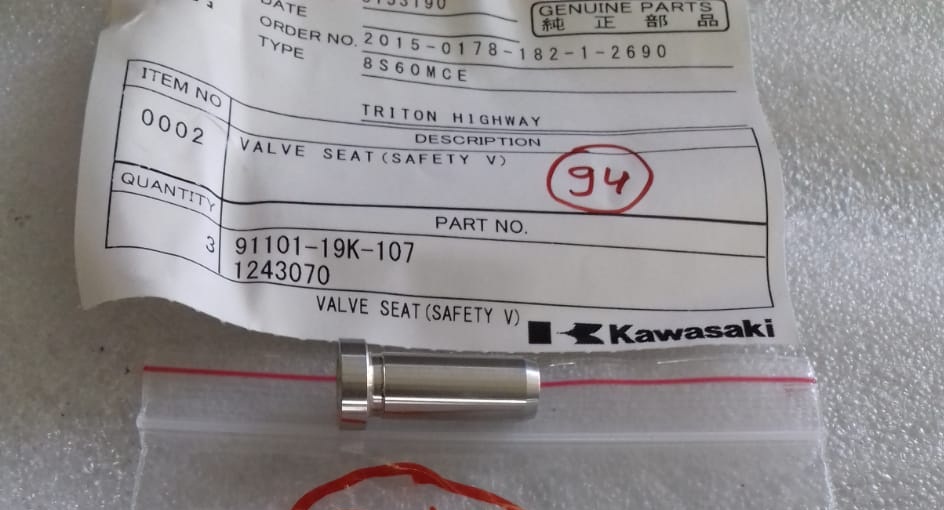 DATE
GENUINE PARTS
純正部品
ORDER NO. 2015-0178-182-1-2690
TYPE 8S60MCE
TRITON HIGHWAY
ITEM NO
DESCRIPTION
0002
VALVE SEAT(SAFETY V)
94
QUANTITY
PART NO.
3
91101-19K-107
1243070
VALVE SEAT(SAFETY V)
Kawasaki